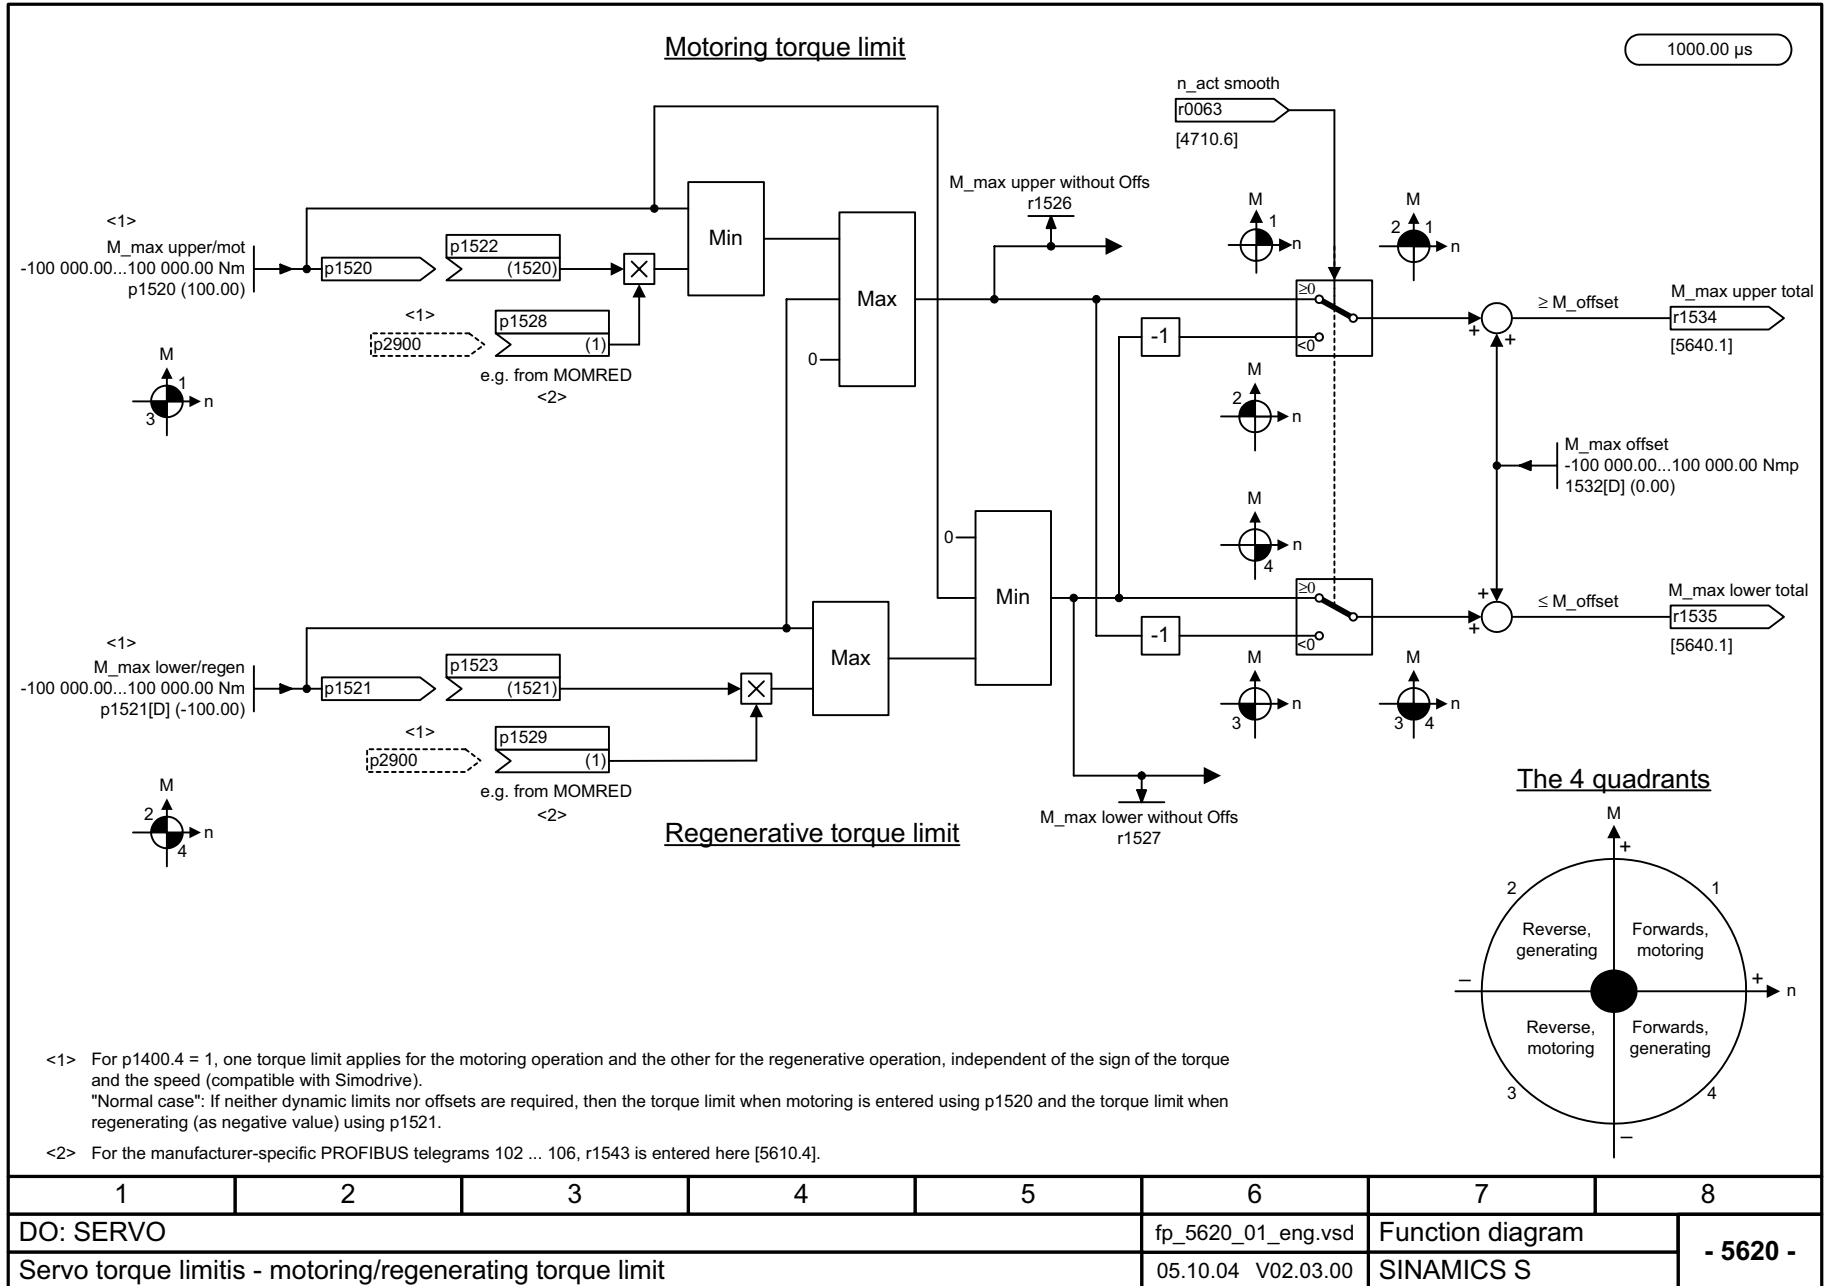 Motoring torque limit
1000.00 µs
n_act smooth
r0063
[4710.6]
M_max upper without Offs
r1526
<1>
M_max upper/mot
-100 000.00...100 000.00 Nm
p1520 (100.00)
p1520
p1522
(1520)
Min
<1>
p2900
p1528
(1)
e.g. from MOMRED
<2>
Max
0
M
1
3
n
M
1
n
M
2 1
n
≥0
<0
-1
≥ M_offset
M_max upper total
r1534
[5640.1]
+
+
M
2
n
M_max offset
-100 000.00...100 000.00 Nmp
1532[D] (0.00)
M
4
n
0
Min
≥0
<0
-1
+
+
≤ M_offset
M_max lower total
r1535
[5640.1]
<1>
M_max lower/regen
-100 000.00...100 000.00 Nm
p1521[D] (-100.00)
p1521
p1523
(1521)
Max
<1>
p2900
p1529
(1)
e.g. from MOMRED
<2>
M
3
n
M
3 4
n
M
2
4
n
Regenerative torque limit
M_max lower without Offs
r1527
The 4 quadrants
M
+
2
1
Reverse,
generating
Forwards,
motoring
–
+
n
Reverse,
motoring
Forwards,
generating
3
4
–
<1> For p1400.4 = 1, one torque limit applies for the motoring operation and the other for the regenerative operation, independent of the sign of the torque
and the speed (compatible with Simodrive).
"Normal case": If neither dynamic limits nor offsets are required, then the torque limit when motoring is entered using p1520 and the torque limit when
regenerating (as negative value) using p1521.
<2> For the manufacturer-specific PROFIBUS telegrams 102 ... 106, r1543 is entered here [5610.4].
1 2 3 4 5 6 7 8
DO: SERVO
fp_5620_01_eng.vsd
Function diagram
- 5620 -
Servo torque limitis - motoring/regenerating torque limit
05.10.04 V02.03.00
SINAMICS S